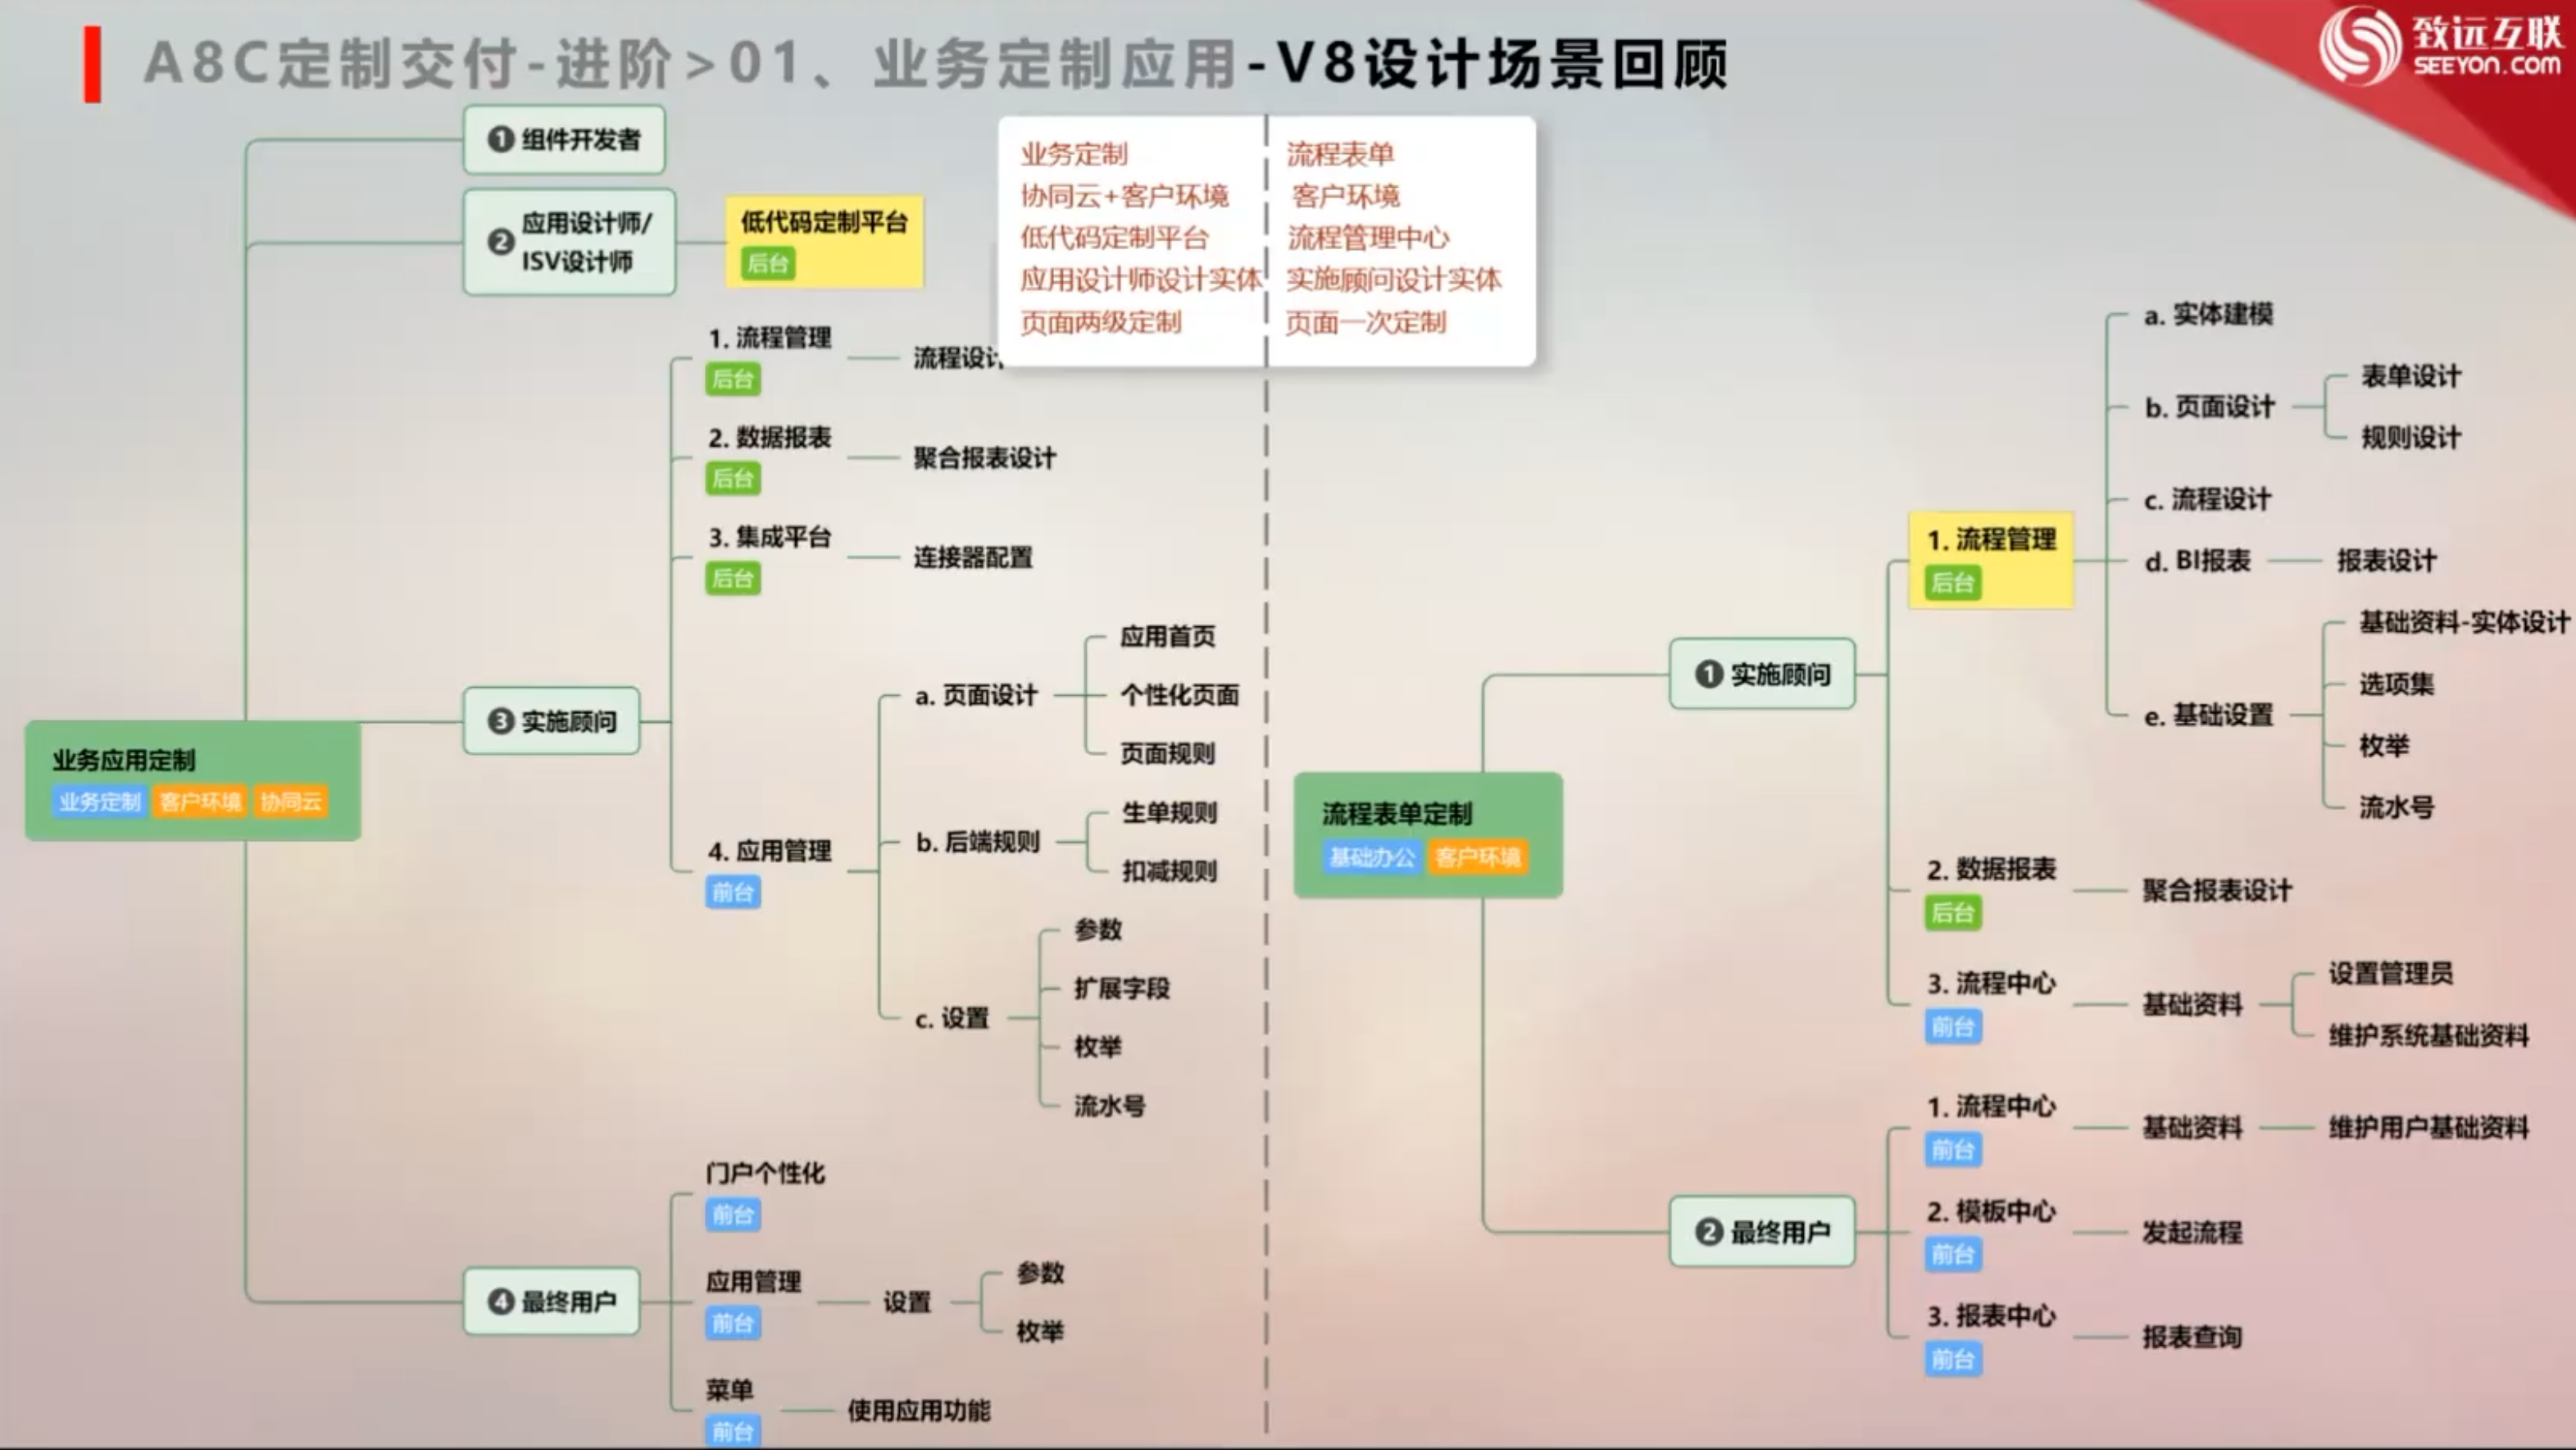 A8C定制交付-进阶>01、业务定制应用-V8设计场景回顾
致远互联
SEEYON.COM
业务定制
协同云+客户环境
低代码定制平台
应用设计师设计实体
页面两级定制
流程表单
客户环境
流程管理中心
实施顾问设计实体
页面一次定制
业务应用定制
业务定制 客户环境 协同云
1 组件开发者
2 应用设计师/
ISV设计师
低代码定制平台
后台
3 实施顾问
1. 流程管理
后台
流程设计
2. 数据报表
后台
聚合报表设计
3. 集成平台
后台
连接器配置
4. 应用管理
前台
a. 页面设计
应用首页
个性化页面
页面规则
b. 后端规则
生单规则
扣减规则
c. 设置
参数
扩展字段
枚举
流水号
4 最终用户
门户个性化
前台
应用管理
前台
设置
参数
枚举
菜单
前台
使用应用功能
流程表单定制
基础办公 客户环境
1 实施顾问
1. 流程管理
后台
a. 实体建模
b. 页面设计
表单设计
规则设计
c. 流程设计
d. BI报表
报表设计
e. 基础设置
基础资料-实体设计
选项集
枚举
流水号
2. 数据报表
后台
聚合报表设计
3. 流程中心
前台
基础资料
设置管理员
维护系统基础资料
2 最终用户
1. 流程中心
前台
基础资料
维护用户基础资料
2. 模板中心
前台
发起流程
3. 报表中心
前台
报表查询